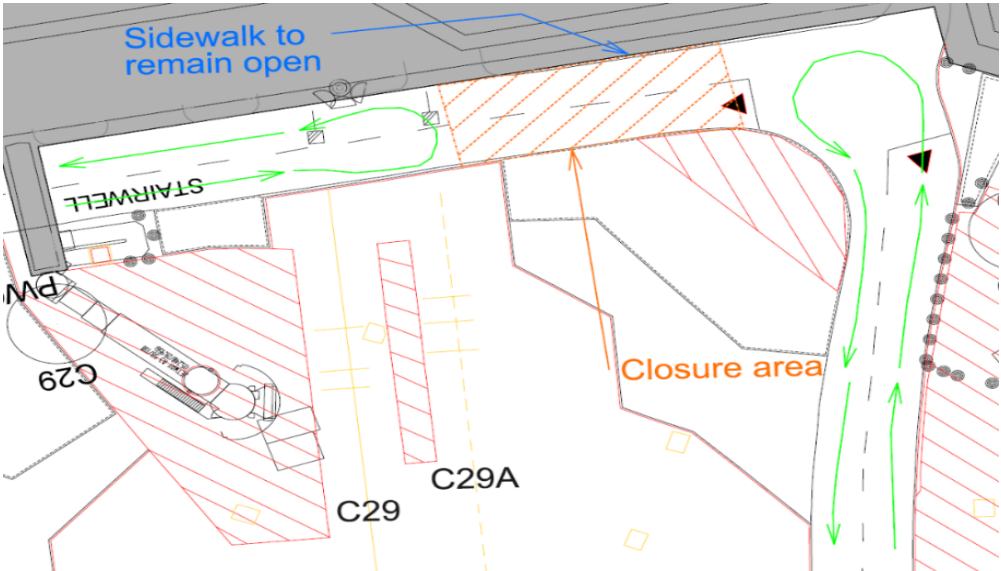 Sidewalk to
remain open
STAIRWELL
C29
Closure area
C29A
C29